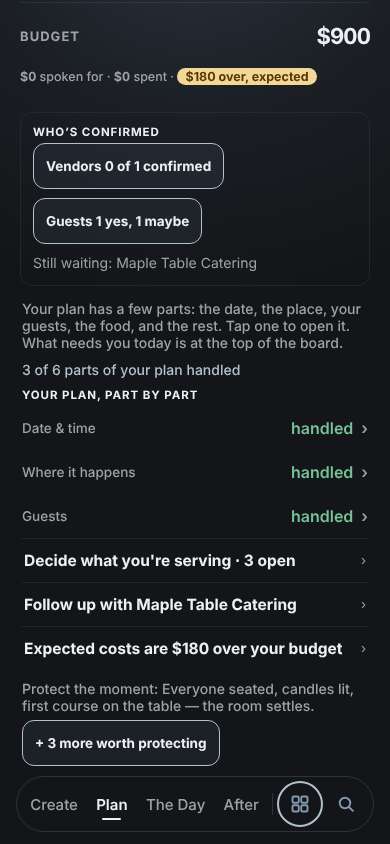 BUDGET $900
$0 spoken for · $0 spent · $180 over, expected
WHO'S CONFIRMED
Vendors 0 of 1 confirmed
Guests 1 yes, 1 maybe
Still waiting: Maple Table Catering
Your plan has a few parts: the date, the place, your
guests, the food, and the rest. Tap one to open it.
What needs you today is at the top of the board.
3 of 6 parts of your plan handled
YOUR PLAN, PART BY PART
Date & time handled ›
Where it happens handled ›
Guests handled ›
Decide what you're serving · 3 open ›
Follow up with Maple Table Catering ›
Expected costs are $180 over your budget ›
Protect the moment: Everyone seated, candles lit,
first course on the table — the room settles.
+ 3 more worth protecting
Create Plan The Day After